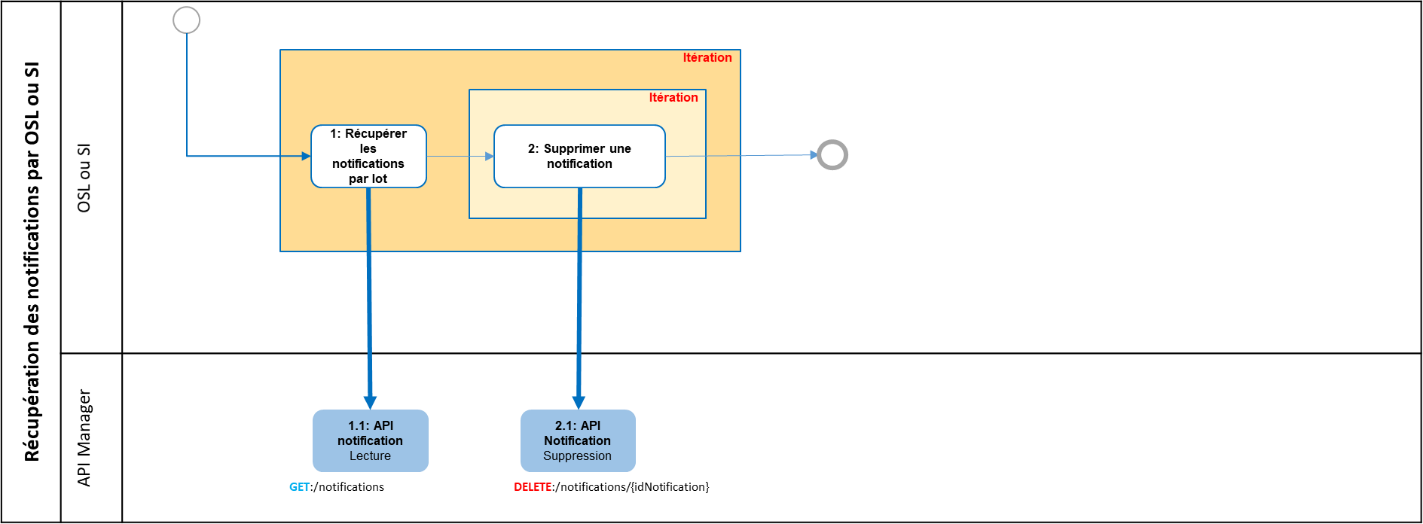 Récupération des notifications par OSL ou SI
OSL ou SI
Itération
Itération
1: Récupérer
les
notifications
par lot
2: Supprimer une
notification
API Manager
1.1: API
notification
Lecture
GET:/notifications
2.1: API
Notification
Suppression
DELETE:/notifications/{idNotification}